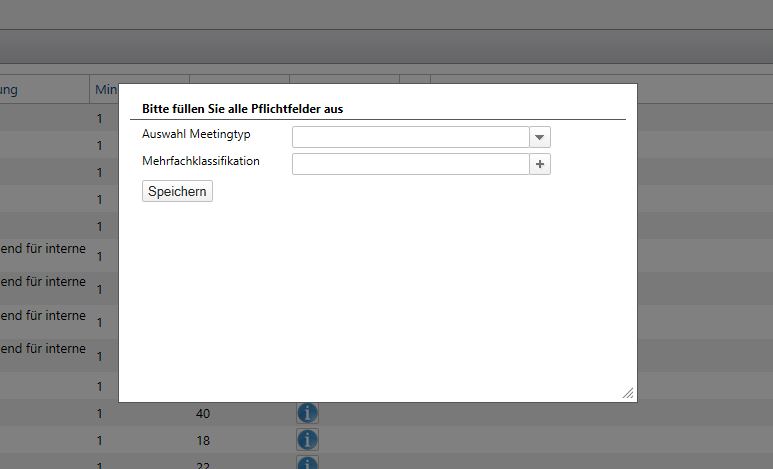 ung Min
Bitte füllen Sie alle Pflichtfelder aus
1 Auswahl Meetingtyp
1 Mehrfachklassifikation
1 Speichern
1
1
end für interne 1
end für interne 1
end für interne 1
end für interne 1
1
1 40
1 18
1 22